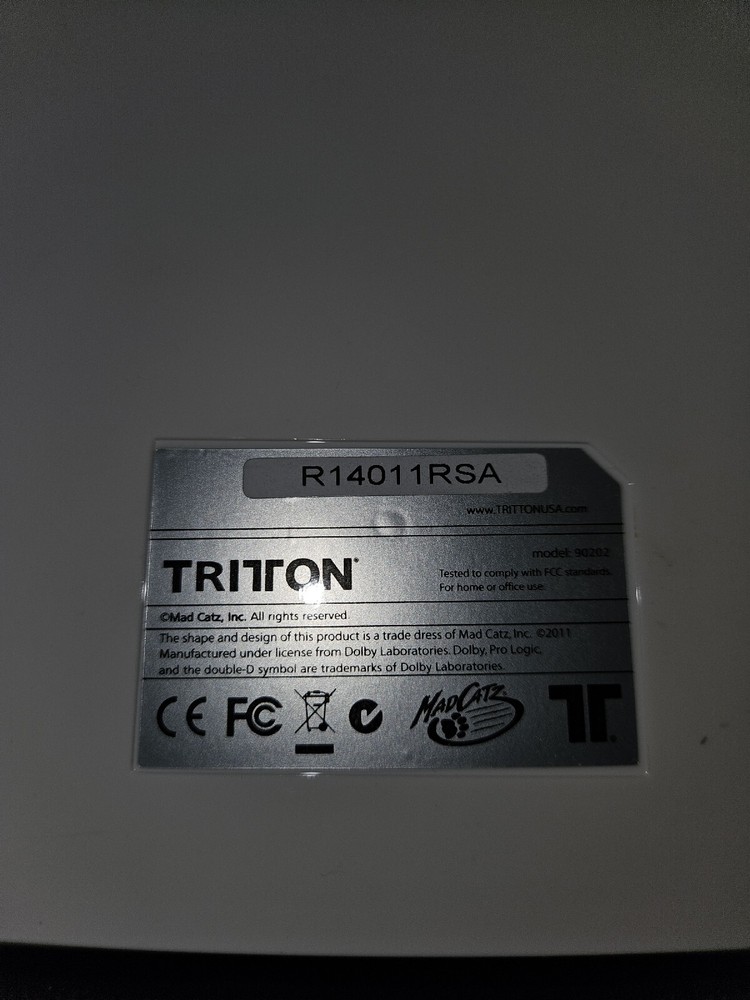 R14011RSA
www.TRITTONUSA.com
model: 90202
TRITTON®
Tested to comply with FCC standards.
For home or office use.
©Mad Catz, Inc. All rights reserved.
The shape and design of this product is a trade dress of Mad Catz, Inc. ©2011
Manufactured under license from Dolby Laboratories. Dolby, Pro Logic,
and the double-D symbol are trademarks of Dolby Laboratories.
CE FC MADCATZ TT®